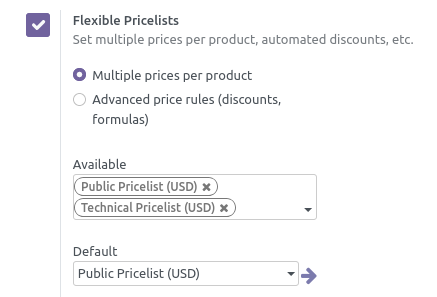 Flexible Pricelists
Set multiple prices per product, automated discounts, etc.
Multiple prices per product
Advanced price rules (discounts,
formulas)
Available
Public Pricelist (USD) ✖
Technical Pricelist (USD) ✖
Default
Public Pricelist (USD)